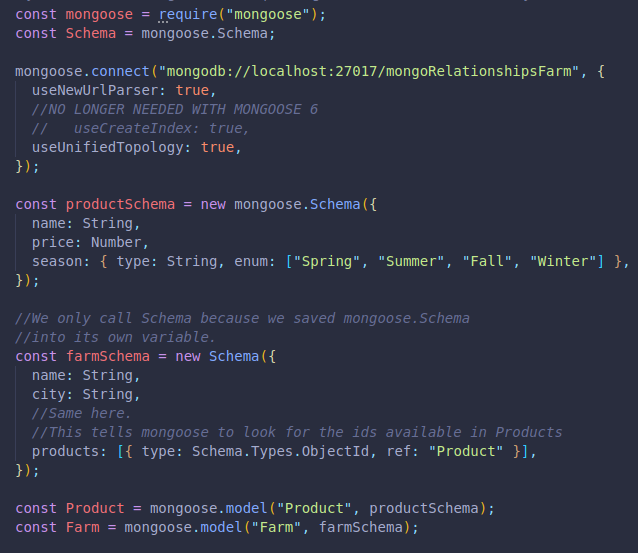 const mongoose = require("mongoose");
const Schema = mongoose.Schema;

mongoose.connect("mongodb://localhost:27017/mongoRelationshipsFarm", {
  useNewUrlParser: true,
  //NO LONGER NEEDED WITH MONGOOSE 6
  //   useCreateIndex: true,
  useUnifiedTopology: true,
});

const productSchema = new mongoose.Schema({
  name: String,
  price: Number,
  season: { type: String, enum: ["Spring", "Summer", "Fall", "Winter"] },
});

//We only call Schema because we saved mongoose.Schema
//into its own variable.
const farmSchema = new Schema({
  name: String,
  city: String,
  //Same here.
  //This tells mongoose to look for the ids available in Products
  products: [{ type: Schema.Types.ObjectId, ref: "Product" }],
});

const Product = mongoose.model("Product", productSchema);
const Farm = mongoose.model("Farm", farmSchema);